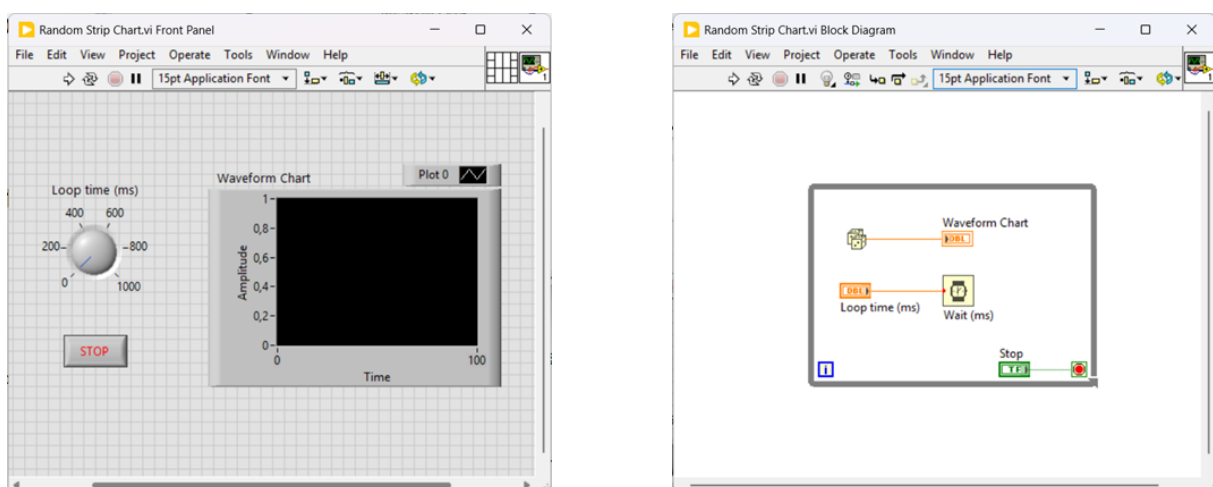 Random Strip Chart.vi Front Panel
File Edit View Project Operate Tools Window Help
15pt Application Font
1
Loop time (ms)
400 600
200 800
0 1000
STOP
Waveform Chart
Plot 0
Amplitude
1
0,8
0,6
0,4
0,2
0
0 100
Time
Random Strip Chart.vi Block Diagram
File Edit View Project Operate Tools Window Help
15pt Application Font
1
Waveform Chart
DBL
DBL
Loop time (ms)
Wait (ms)
Stop
TF
i